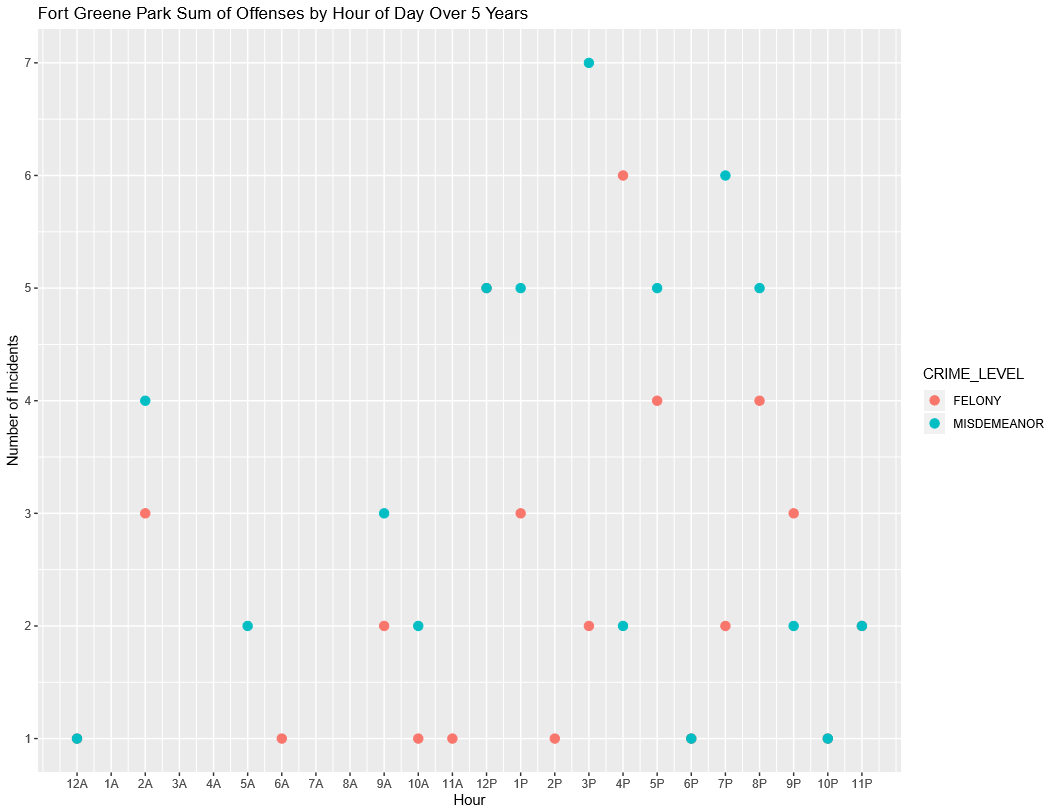 Fort Greene Park Sum of Offenses by Hour of Day Over 5 Years
Number of Incidents
7
6
5
4
3
2
1
12A 1A 2A 3A 4A 5A 6A 7A 8A 9A 10A 11A 12P 1P 2P 3P 4P 5P 6P 7P 8P 9P 10P 11P
Hour
CRIME_LEVEL
FELONY
MISDEMEANOR